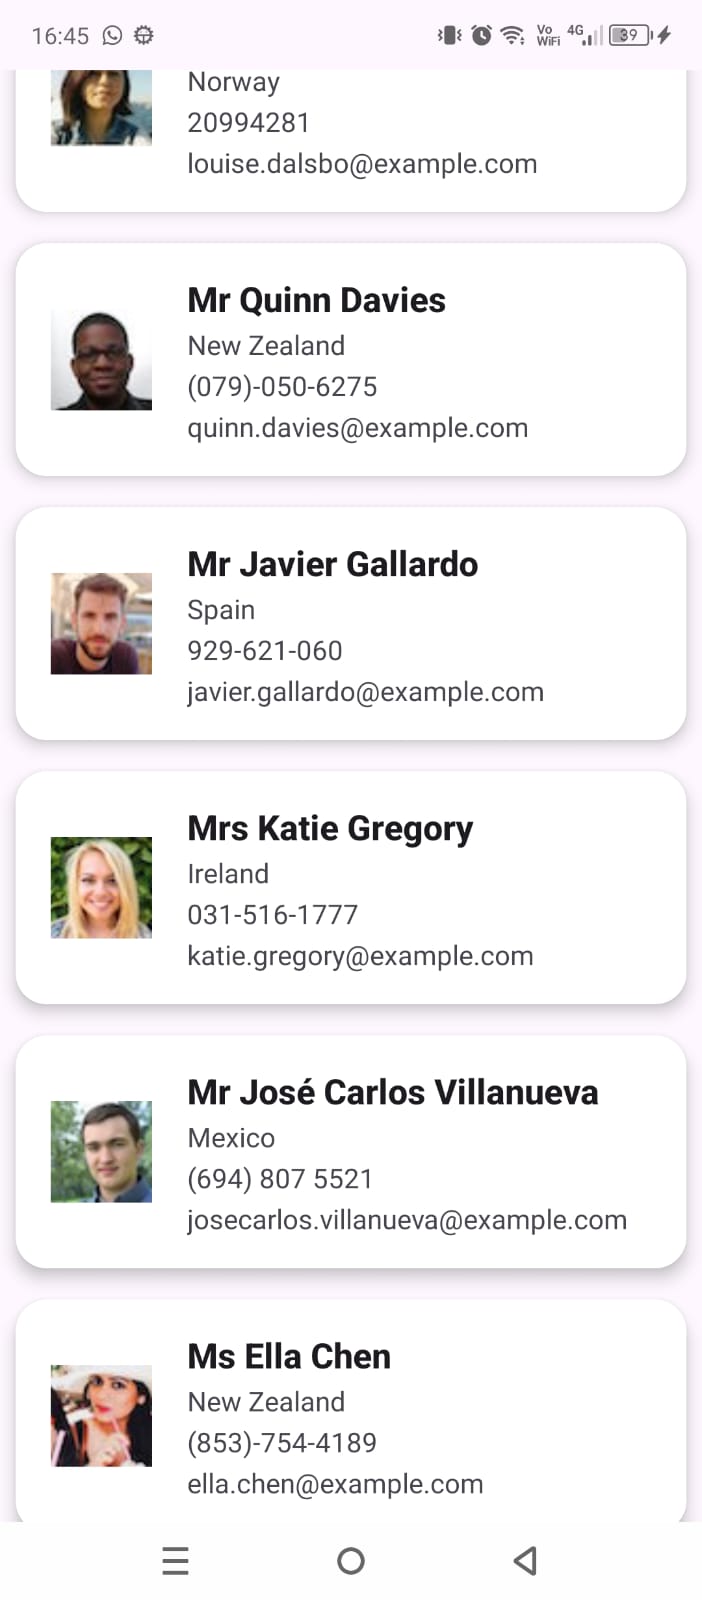 16:45 Vo WiFi 4G 39
Norway
20994281
louise.dalsbo@example.com
Mr Quinn Davies
New Zealand
(079)-050-6275
quinn.davies@example.com
Mr Javier Gallardo
Spain
929-621-060
javier.gallardo@example.com
Mrs Katie Gregory
Ireland
031-516-1777
katie.gregory@example.com
Mr José Carlos Villanueva
Mexico
(694) 807 5521
josecarlos.villanueva@example.com
Ms Ella Chen
New Zealand
(853)-754-4189
ella.chen@example.com